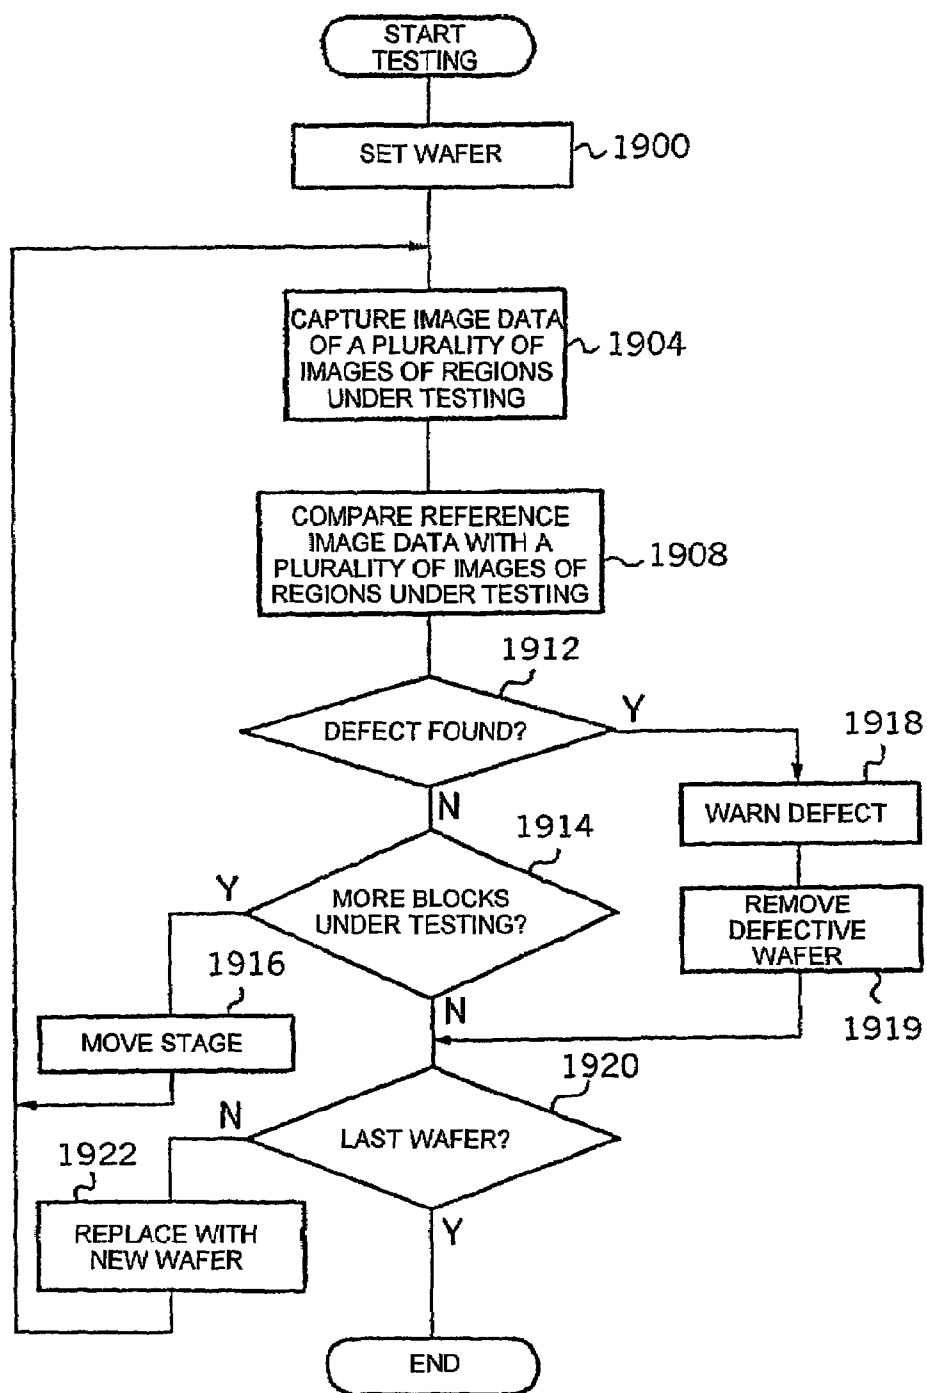 START
TESTING
SET WAFER
1900
CAPTURE IMAGE DATA
OF A PLURALITY OF
IMAGES OF REGIONS
UNDER TESTING
1904
COMPARE REFERENCE
IMAGE DATA WITH A
PLURALITY OF IMAGES OF
REGIONS UNDER TESTING
1908
1912
DEFECT FOUND?
Y
N
1918
WARN DEFECT
1914
MORE BLOCKS
UNDER TESTING?
Y
N
REMOVE
DEFECTIVE
WAFER
1919
1916
MOVE STAGE
1920
LAST WAFER?
N
Y
1922
REPLACE WITH
NEW WAFER
END